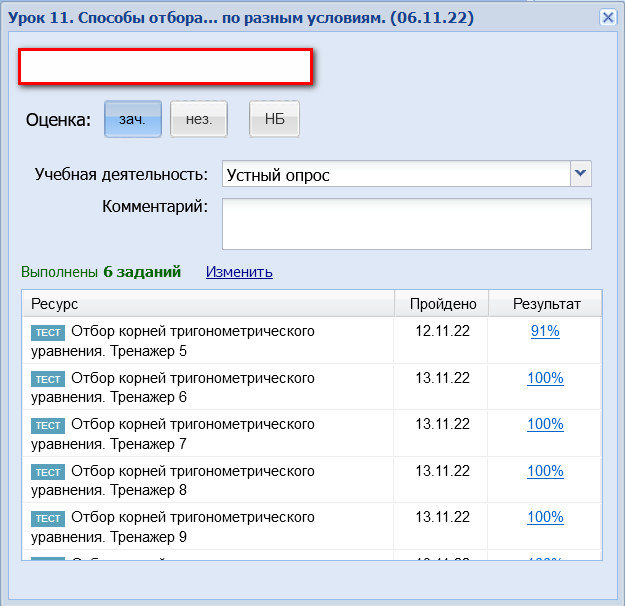 Урок 11. Способы отбора... по разным условиям. (06.11.22)
Оценка: зач. нез. НБ
Учебная деятельность: Устный опрос
Комментарий:
Выполнены 6 заданий Изменить
Ресурс Пройдено Результат
ТЕСТ Отбор корней тригонометрического 12.11.22 91%
уравнения. Тренажер 5
ТЕСТ Отбор корней тригонометрического 13.11.22 100%
уравнения. Тренажер 6
ТЕСТ Отбор корней тригонометрического 13.11.22 100%
уравнения. Тренажер 7
ТЕСТ Отбор корней тригонометрического 13.11.22 100%
уравнения. Тренажер 8
ТЕСТ Отбор корней тригонометрического 13.11.22 100%
уравнения. Тренажер 9